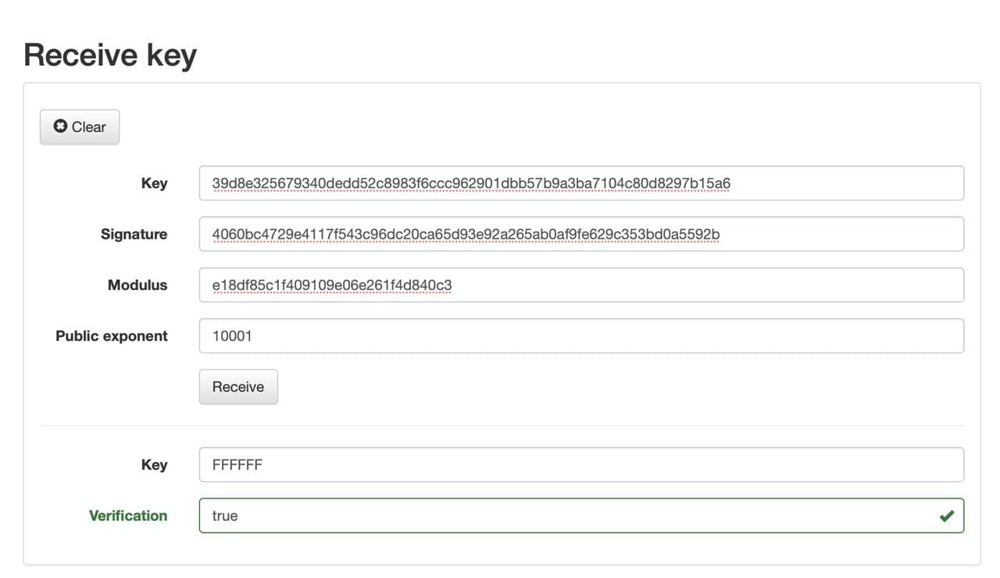 Receive key
Clear
Key 39d8e325679340dedd52c8983f6ccc962901dbb57b9a3ba7104c80d8297b15a6
Signature 4060bc4729e4117f543c96dc20ca65d93e92a265ab0af9fe629c353bd0a5592b
Modulus e18df85c1f409109e06e261f4d840c3
Public exponent 10001
Receive
Key FFFFFF
Verification true